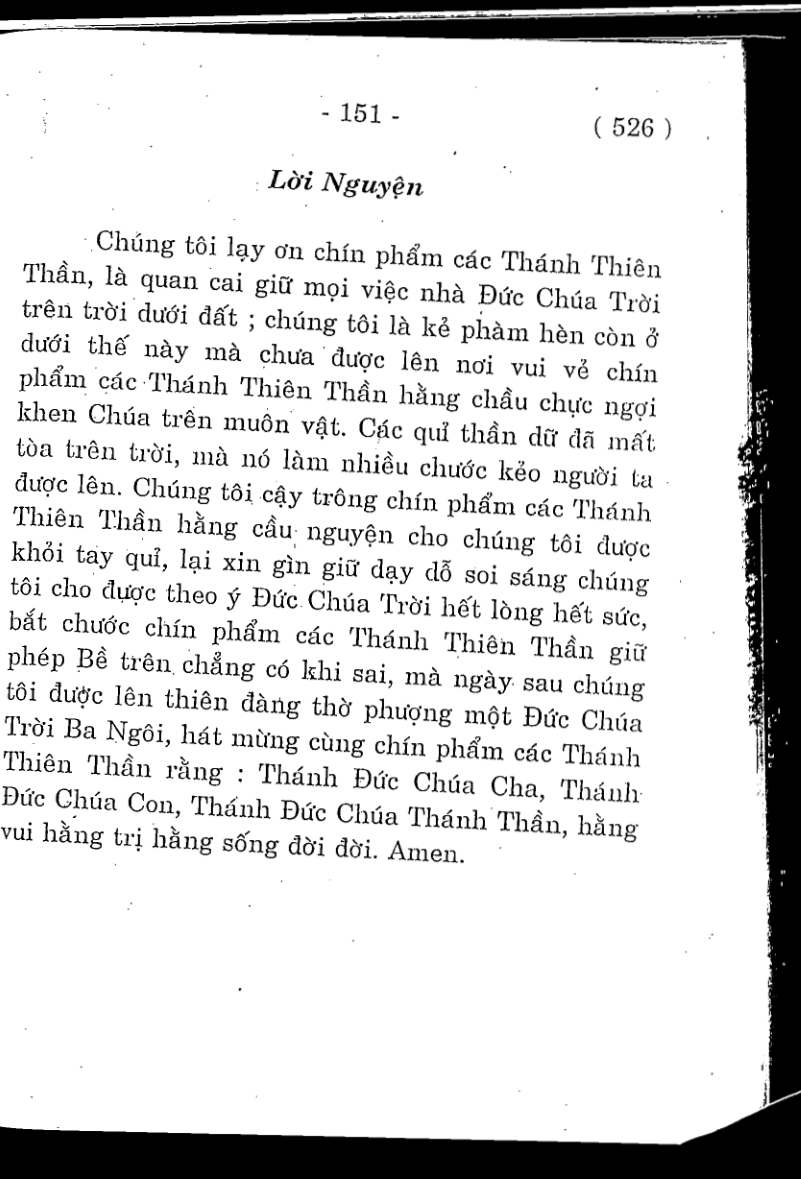 - 151 -
( 526 )
Lời Nguyện
Chúng tôi lạy ơn chín phẩm các Thánh Thiên
Thần, là quan cai giữ mọi việc nhà Đức Chúa Trời
trên trời dưới đất ; chúng tôi là kẻ phàm hèn còn ở
dưới thế này mà chưa được lên nơi vui vẻ chín
phẩm các Thánh Thiên Thần hằng chầu chực ngợi
khen Chúa trên muôn vật. Các quỉ thần dữ đã mất
tòa trên trời, mà nó làm nhiều chước kẻo người ta
được lên. Chúng tôi cậy trông chín phẩm các Thánh
Thiên Thần hằng cầu nguyện cho chúng tôi được
khỏi tay quỉ, lại xin gìn giữ dạy dỗ soi sáng chúng
tôi cho được theo ý Đức Chúa Trời hết lòng hết sức,
bắt chước chín phẩm các Thánh Thiên Thần giữ
phép Bề trên chẳng có khi sai, mà ngày sau chúng
tôi được lên thiên đàng thờ phượng một Đức Chúa
Trời Ba Ngôi, hát mừng cùng chín phẩm các Thánh
Thiên Thần rằng : Thánh Đức Chúa Cha, Thánh
Đức Chúa Con, Thánh Đức Chúa Thánh Thần, hằng
vui hằng trị hằng sống đời đời. Amen.